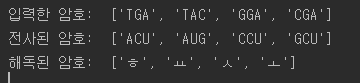 입력한 암호:  ['TGA', 'TAC', 'GGA', 'CGA']
전사된 암호:  ['ACU', 'AUG', 'CCU', 'GCU']
해독된 암호:  ['ㅎ', 'ㅛ', 'ㅅ', 'ㅗ']